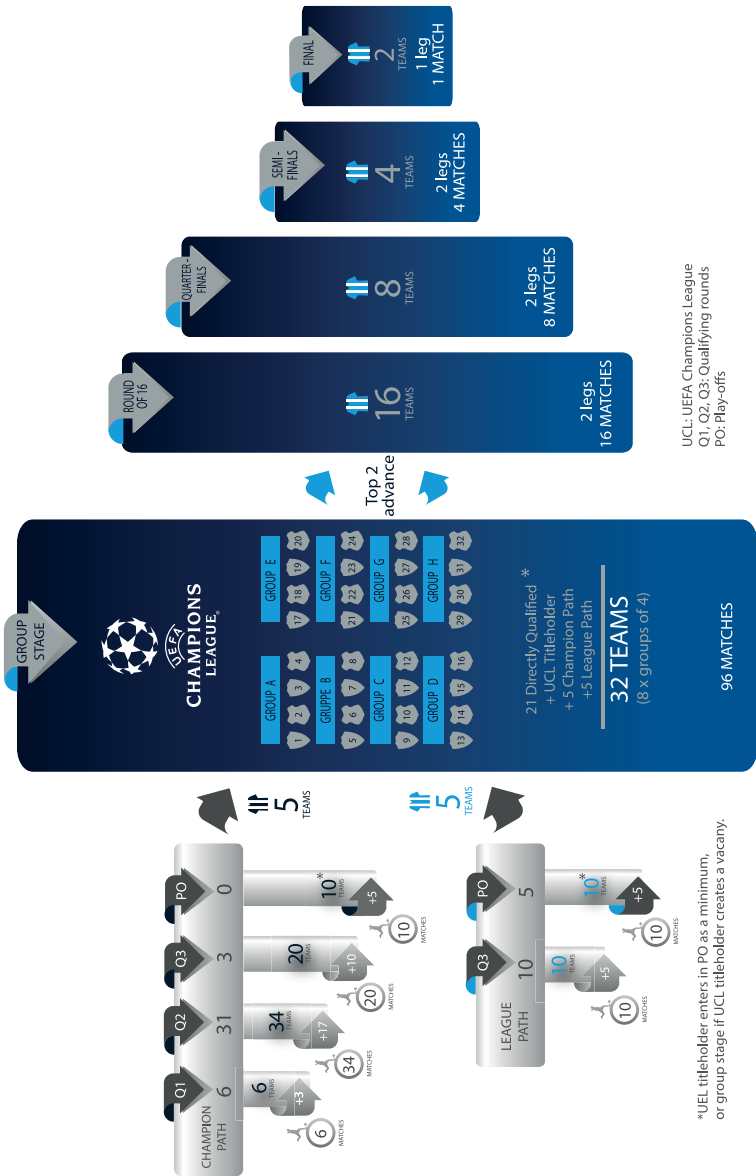 CHAMPION
PATH
Q1
Q2
Q3
PO
6
31
3
0
6
TEAMS
34
TEAMS
20
TEAMS
10*
TEAMS
+3
+17
+10
+5
6
MATCHES
34
MATCHES
20
MATCHES
10
MATCHES
5
TEAMS
LEAGUE
PATH
Q3
PO
10
5
10
TEAMS
10*
TEAMS
+5
+5
10
MATCHES
10
MATCHES
5
TEAMS
*UEL titleholder enters in PO as a minimum,
or group stage if UCL titleholder creates a vacancy.
GROUP
STAGE
UEFA
CHAMPIONS
LEAGUE®
GROUP A
1 2 3 4
GRUPPE B
5 6 7 8
GROUP C
9 10 11 12
GROUP D
13 14 15 16
GROUP E
17 18 19 20
GROUP F
21 22 23 24
GROUP G
25 26 27 28
GROUP H
29 30 31 32
21 Directly Qualified *
+ UCL Titleholder
+ 5 Champion Path
+5 League Path
32 TEAMS
(8 x groups of 4)
96 MATCHES
Top 2
advance
ROUND
OF 16
16
TEAMS
2 legs
16 MATCHES
QUARTER -
FINALS
8
TEAMS
2 legs
8 MATCHES
SEMI -
FINALS
4
TEAMS
2 legs
4 MATCHES
FINAL
2
TEAMS
1 leg
1 MATCH
UCL: UEFA Champions League
Q1, Q2, Q3: Qualifying rounds
PO: Play-offs